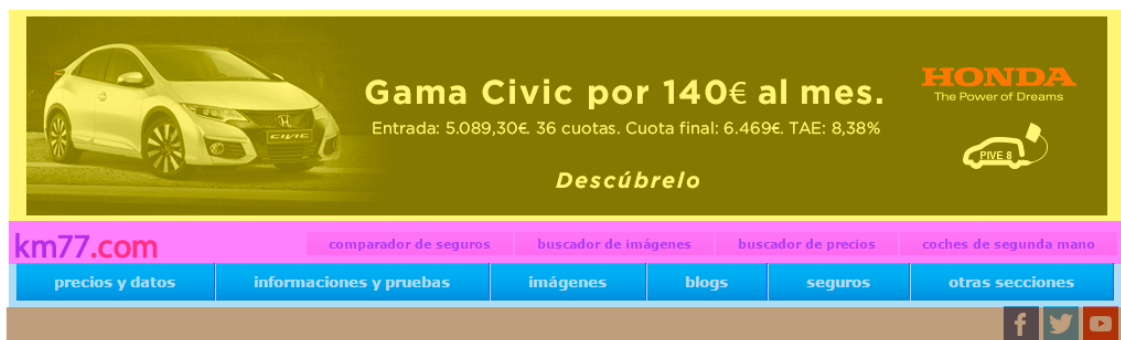 Gama Civic por 140€ al mes.
Entrada: 5.089,30€. 36 cuotas. Cuota final: 6.469€. TAE: 8,38%
Descúbrelo
HONDA
The Power of Dreams
PIVE 8
CIVIC
km77.com
comparador de seguros buscador de imágenes buscador de precios coches de segunda mano
precios y datos informaciones y pruebas imágenes blogs seguros otras secciones